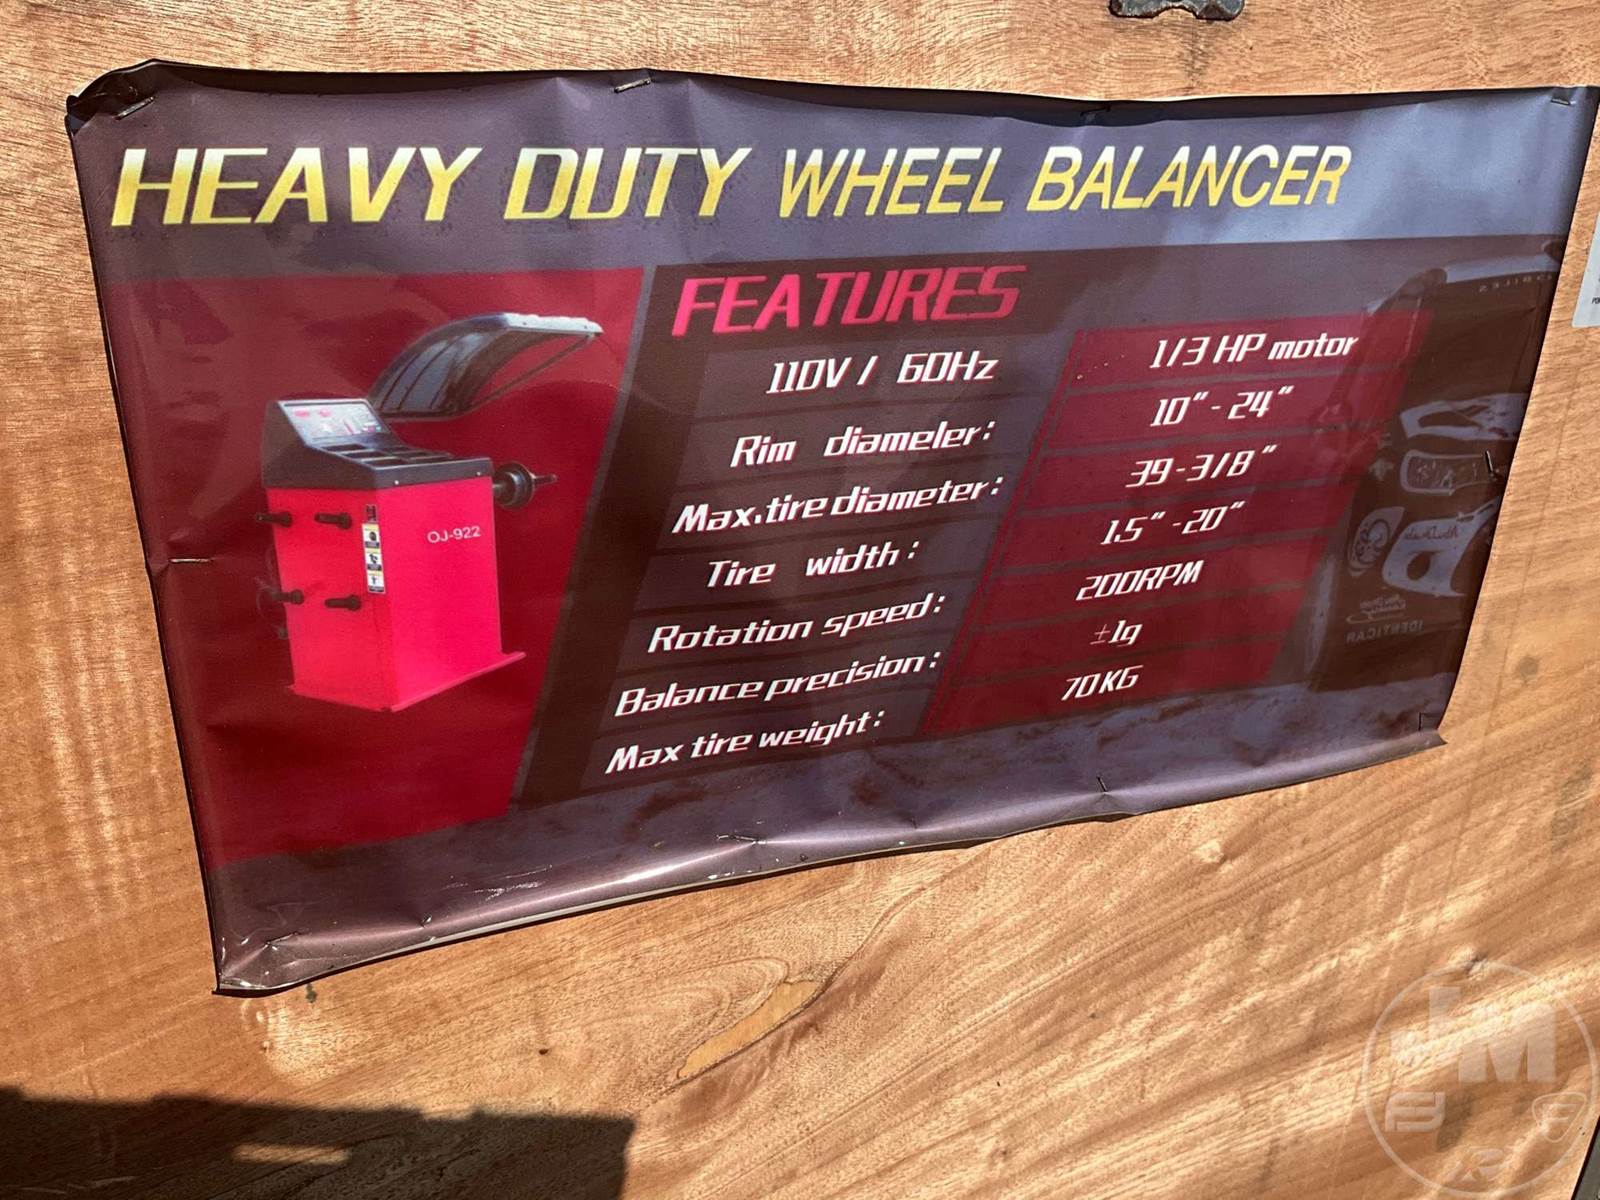 HEAVY DUTY WHEEL BALANCER
FEATURES
110V / 60Hz 1/3 HP motor
Rim diameler: 10" - 24"
Max.tire diameter: 39-3/8"
Tire width: 1.5" -20"
Rotation speed: 200RPM
Balance precision: ±1g
Max tire weight: 70KG
OJ-922
IDENTICAR